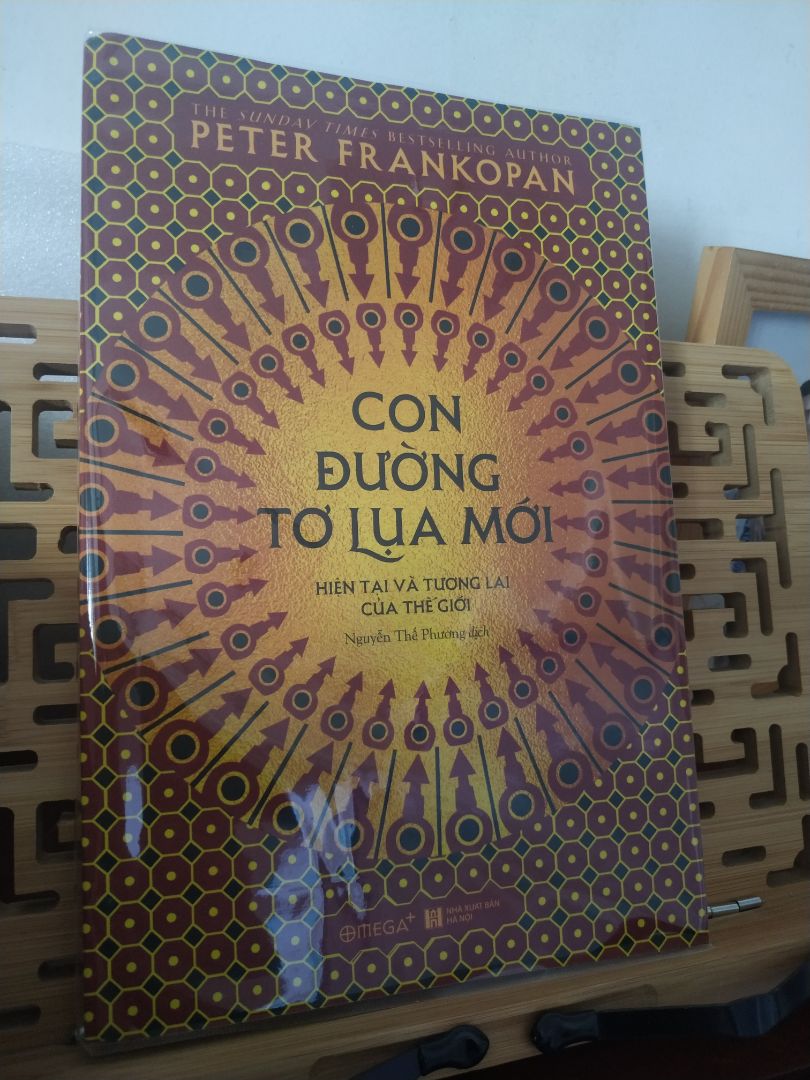 THE SUNDAY TIMES BESTSELLING AUTHOR
PETER FRANKOPAN
CON
ĐƯỜNG
TƠ LỤA MỚI
HIỆN TẠI VÀ TƯƠNG LAI
CỦA THẾ GIỚI
Nguyễn Thế Phương dịch
OMEGA+
NHÀ XUẤT BẢN
HÀ NỘI